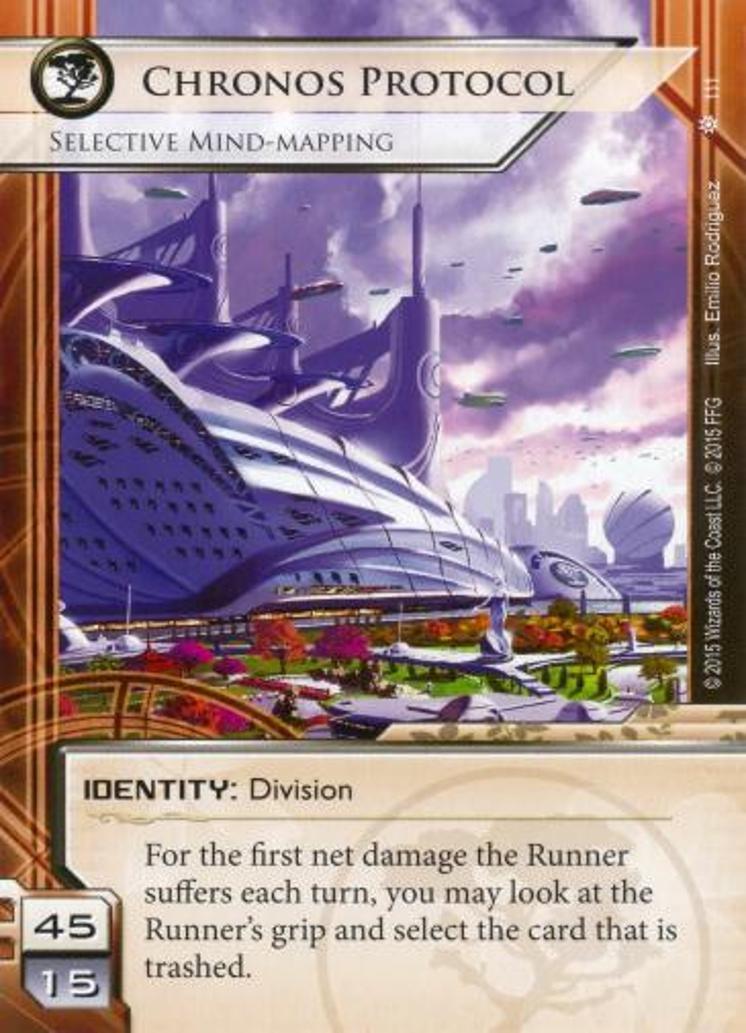 CHRONOS PROTOCOL
SELECTIVE MIND-MAPPING
111
Illus. Emilio Rodriguez
© 2015 Wizards of the Coast LLC. © 2015 FFG
IDENTITY: Division
For the first net damage the Runner
suffers each turn, you may look at the
Runner's grip and select the card that is
trashed.
45
15